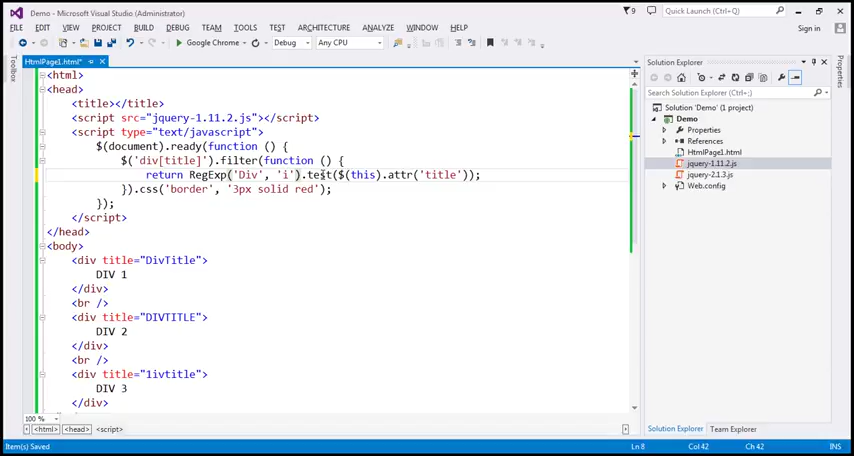 Demo - Microsoft Visual Studio (Administrator)
9
Quick Launch (Ctrl+Q)
FILE EDIT VIEW PROJECT BUILD DEBUG TEAM TOOLS TEST ARCHITECTURE ANALYZE WINDOW HELP
Sign in
Google Chrome
Debug
Any CPU
Toolbox
HtmlPage1.html*
<html>
<head>
<title></title>
<script src="jquery-1.11.2.js"></script>
<script type="text/javascript">
$(document).ready(function () {
$('div[title]').filter(function () {
return RegExp('Div', 'i').test($(this).attr('title'));
}).css('border', '3px solid red');
});
</script>
</head>
<body>
<div title="DivTitle">
DIV 1
</div>
<br />
<div title="DIVTITLE">
DIV 2
</div>
<br />
<div title="1ivtitle">
DIV 3
</div>
100 %
<html> <head> <script>
Solution Explorer
Search Solution Explorer (Ctrl+;)
Solution 'Demo' (1 project)
Demo
Properties
References
HtmlPage1.html
jquery-1.11.2.js
jquery-2.1.3.js
Web.config
Solution Explorer Team Explorer
Properties
Item(s) Saved
Ln 8
Col 42
Ch 42
INS